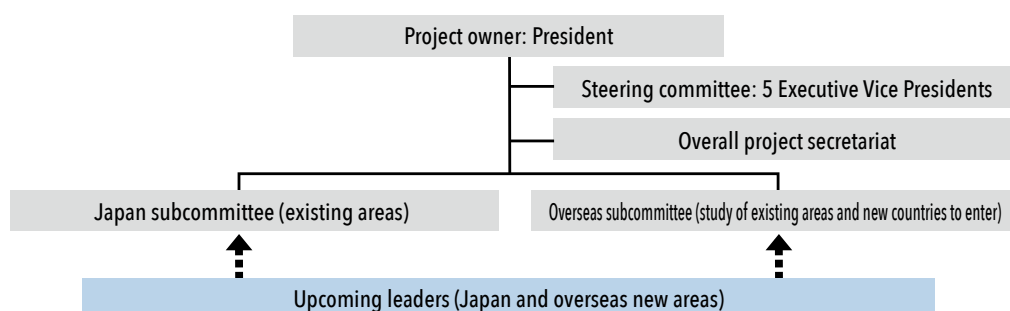 Project owner: President
Steering committee: 5 Executive Vice Presidents
Overall project secretariat
Japan subcommittee (existing areas)
Overseas subcommittee (study of existing areas and new countries to enter)
Upcoming leaders (Japan and overseas new areas)